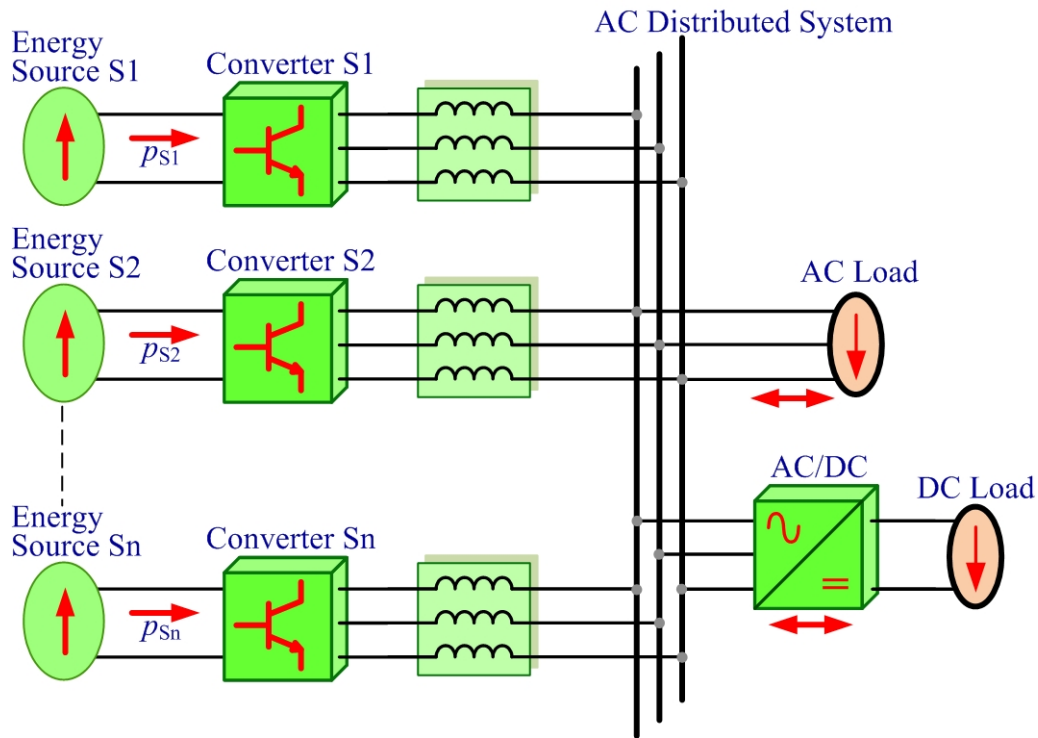 AC Distributed System
Energy
Source S1
Converter S1
pS1
Energy
Source S2
Converter S2
pS2
AC Load
AC/DC
DC Load
Energy
Source Sn
Converter Sn
pSn